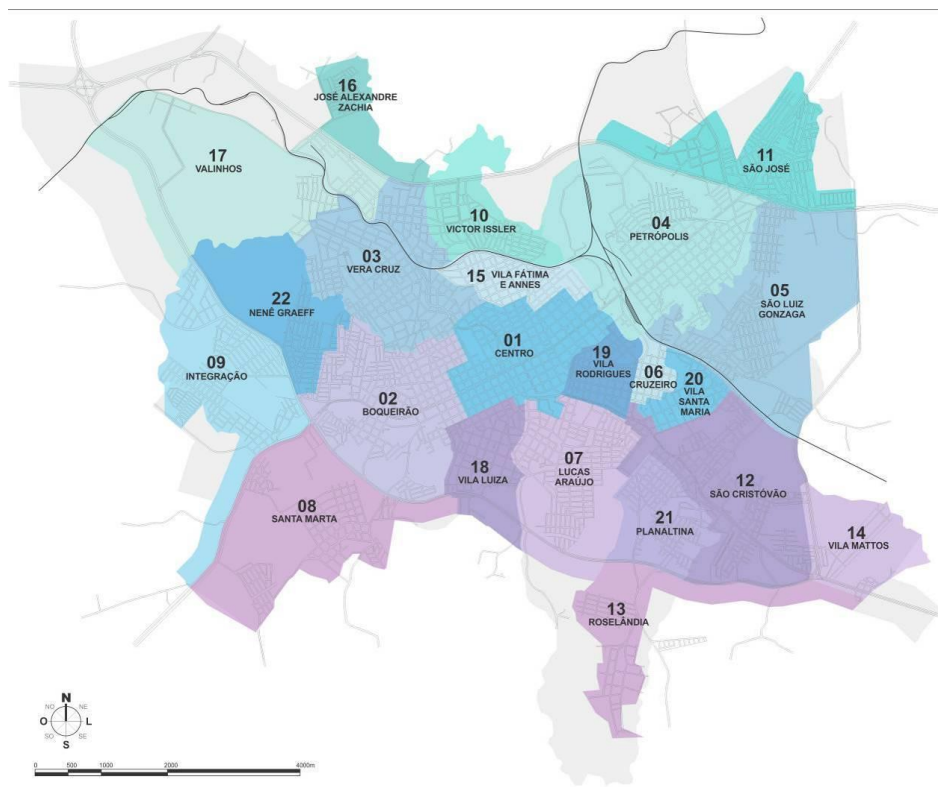 16
JOSÉ ALEXANDRE
ZACHIA
17
VALINHOS
11
SÃO JOSÉ
10
VICTOR ISSLER
04
PETRÓPOLIS
03
VERA CRUZ
15 VILA FÁTIMA
E ANNES
05
SÃO LUIZ
GONZAGA
22
NENÊ GRAEFF
01
CENTRO
19
VILA
RODRIGUES
09
INTEGRAÇÃO
06
CRUZEIRO
20
VILA
SANTA
MARIA
02
BOQUEIRÃO
18
VILA LUIZA
07
LUCAS
ARAÚJO
12
SÃO CRISTÓVÃO
08
SANTA MARTA
21
PLANALTINA
14
VILA MATTOS
13
ROSELÂNDIA
N
NO NE
O L
SO SE
S
0 500 1000 2000 4000m